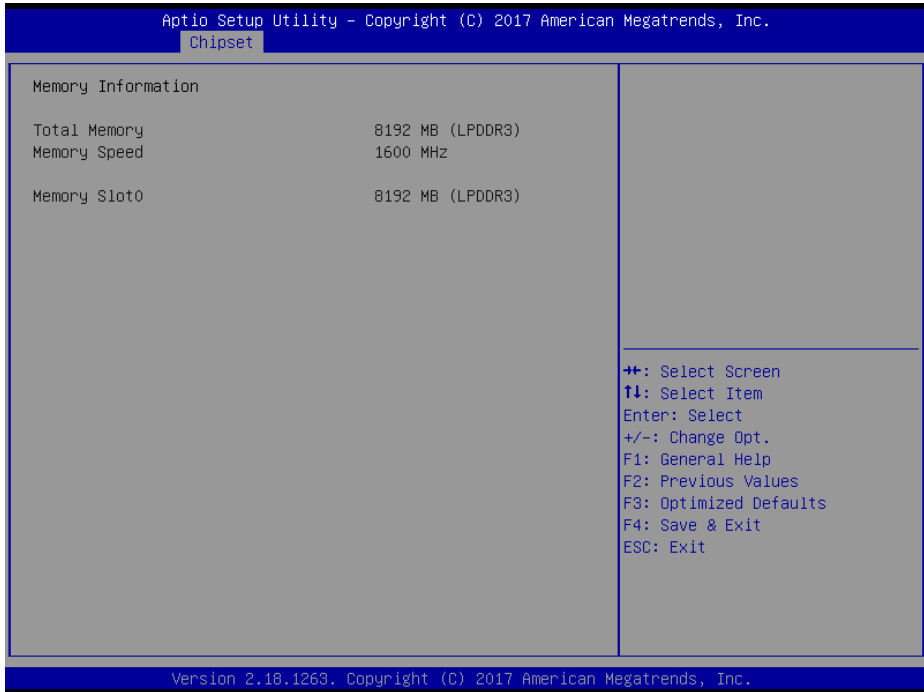 Aptio Setup Utility – Copyright (C) 2017 American Megatrends, Inc.
Chipset
Memory Information
Total Memory 8192 MB (LPDDR3)
Memory Speed 1600 MHz
Memory Slot0 8192 MB (LPDDR3)
→←: Select Screen
↑↓: Select Item
Enter: Select
+/-: Change Opt.
F1: General Help
F2: Previous Values
F3: Optimized Defaults
F4: Save & Exit
ESC: Exit
Version 2.18.1263. Copyright (C) 2017 American Megatrends, Inc.